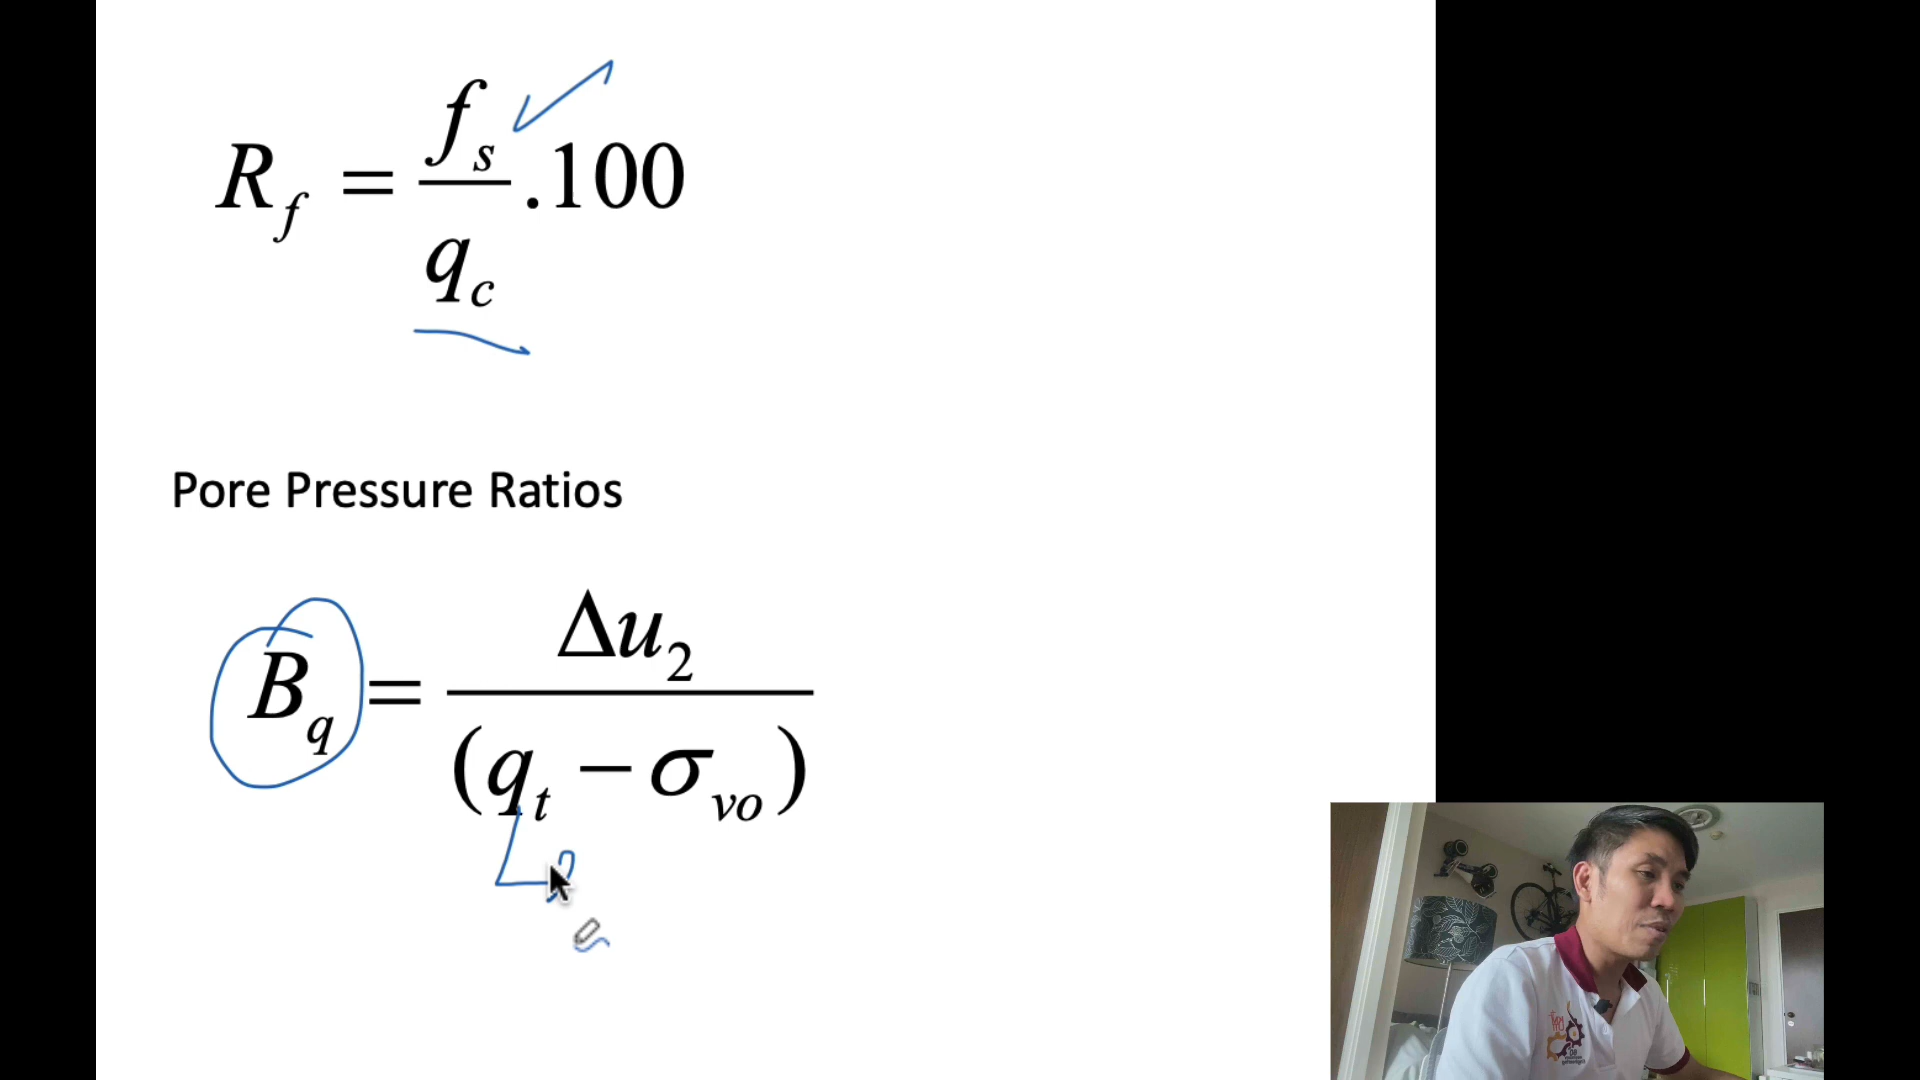 R_f = f_s / q_c .100
Pore Pressure Ratios
B_q = Δu_2 / (q_t − σ_vo)